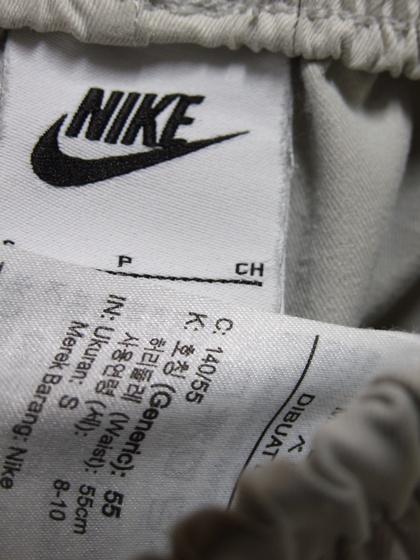 NIKE
P CH
C: 140/55
K: 호칭 (Generic): 55
허리둘레 (Waist): 55cm
사용연령 (세): 8-10
IN: Ukuran: S
Merek Barang: Nike
DIBUAT